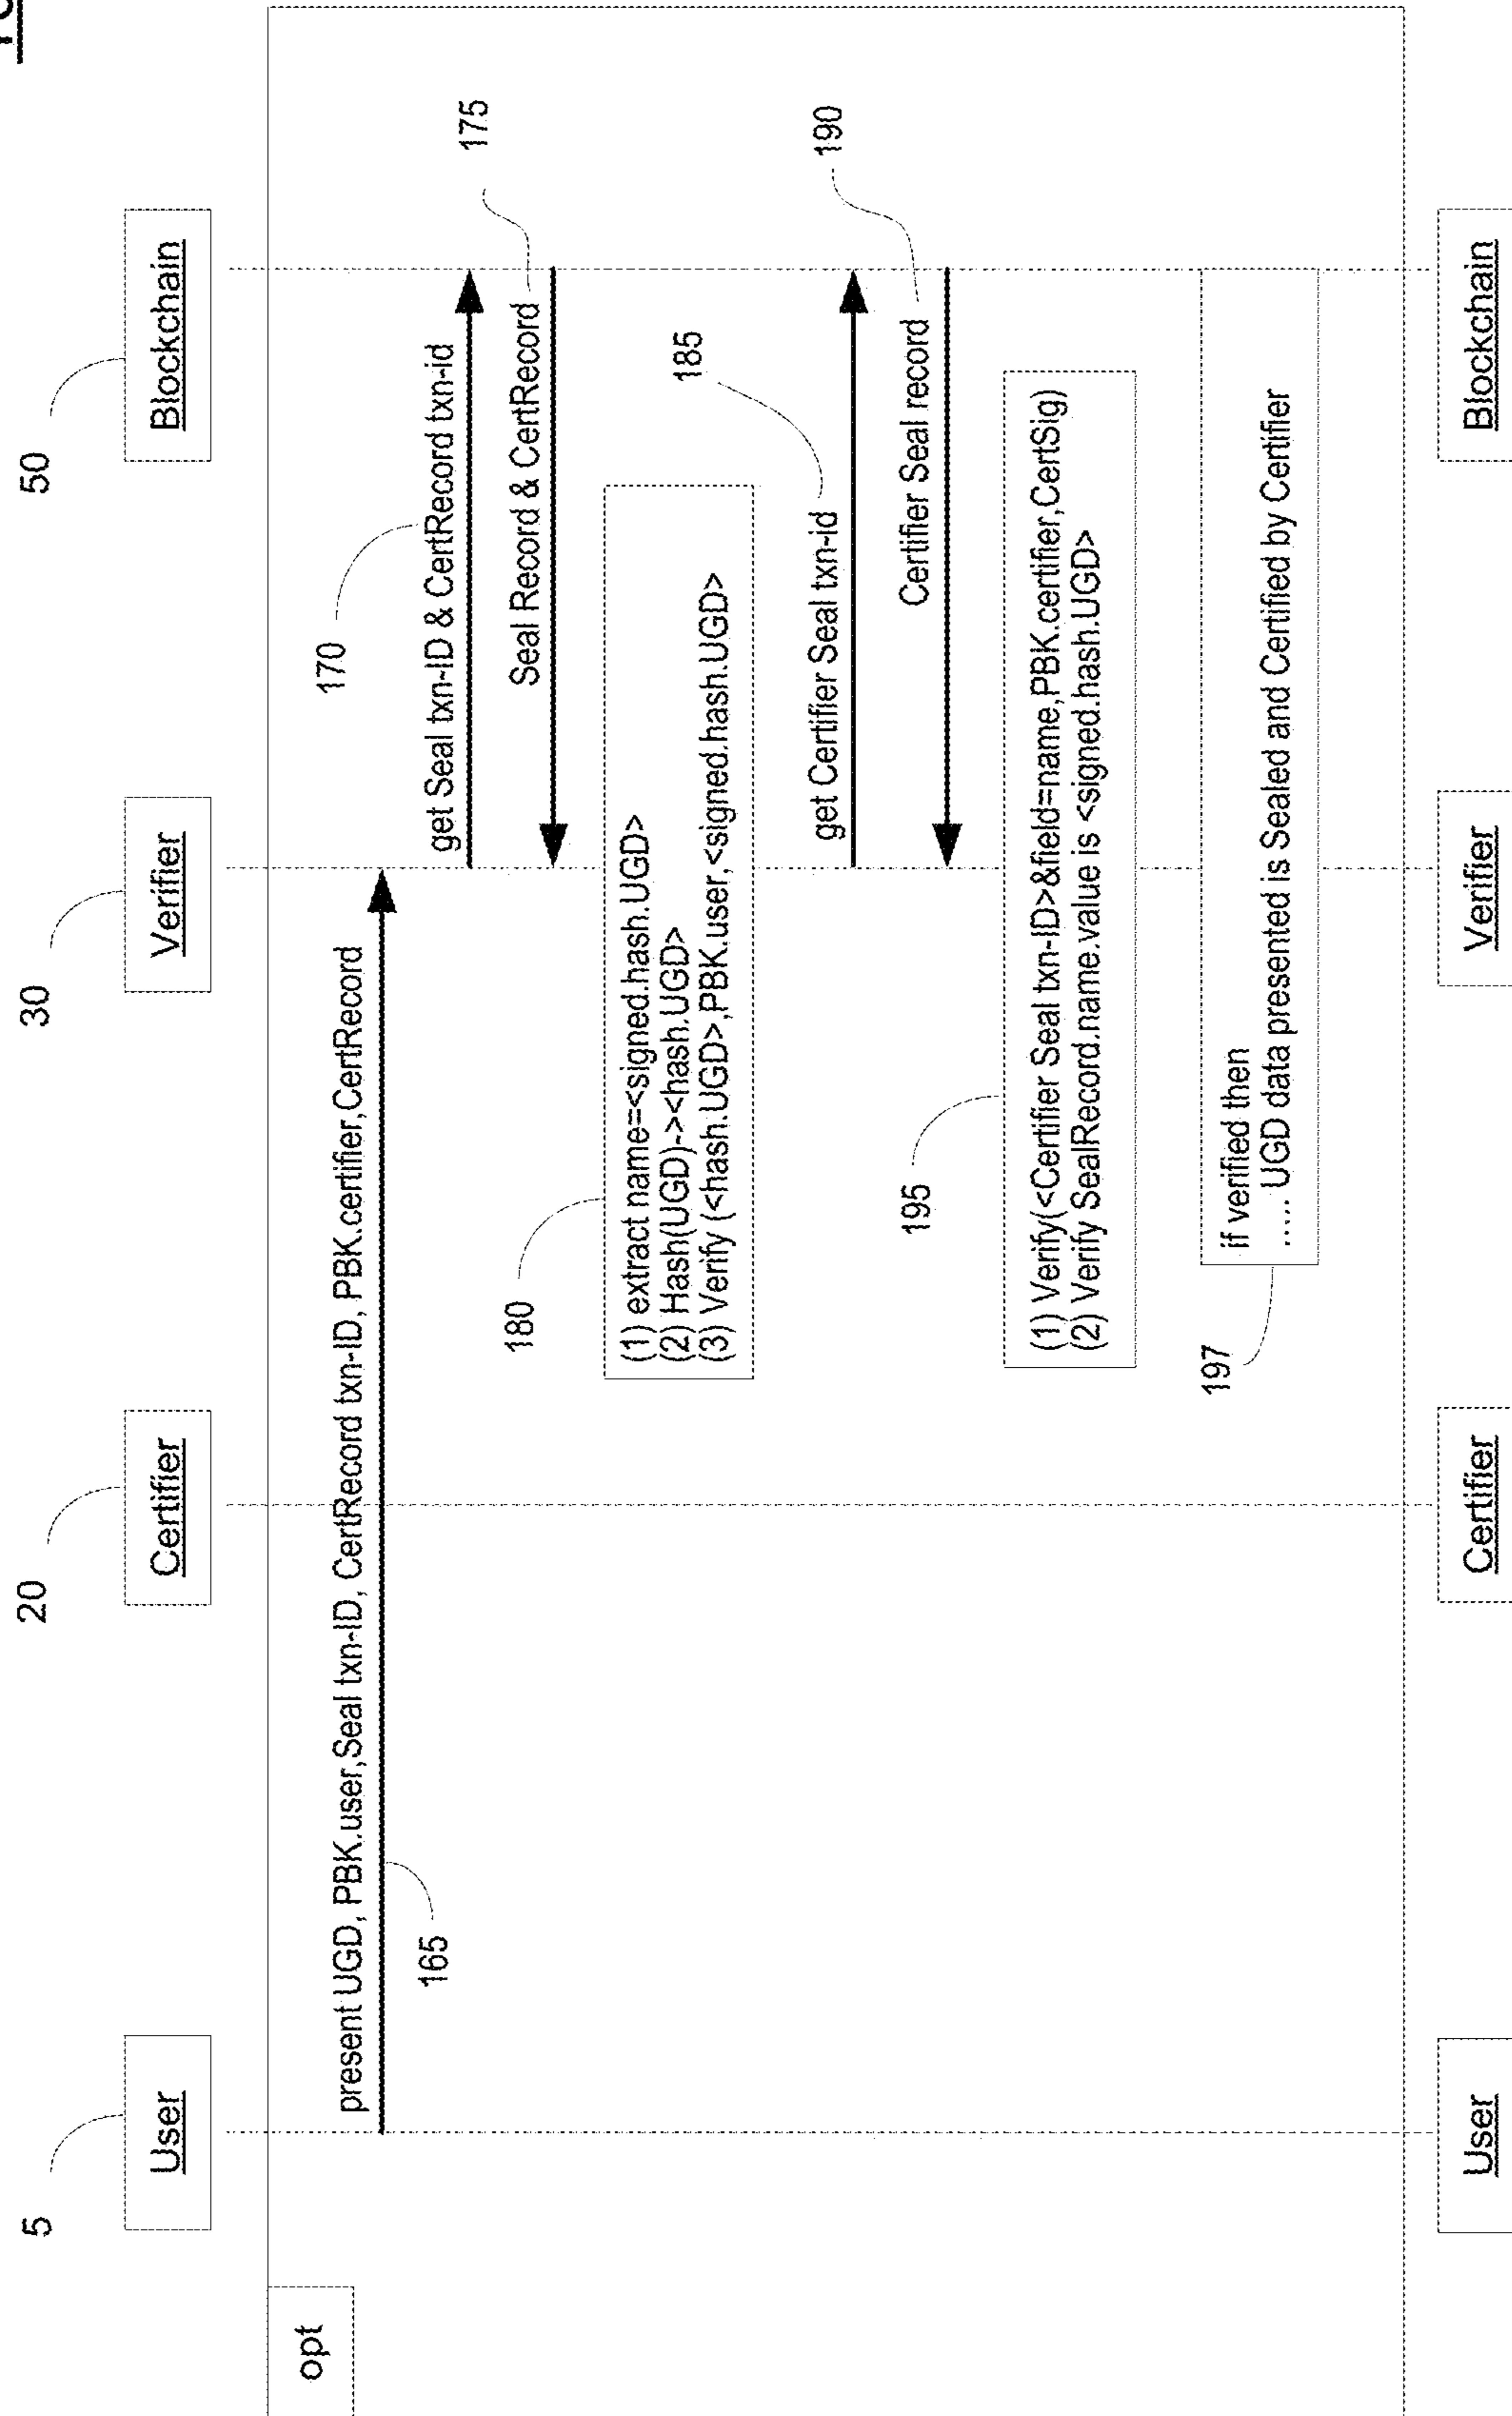 5
20
30
50
User
Certifier
Verifier
Blockchain
opt
present UGD, PBK.user,Seal txn-ID, CertRecord txn-ID, PBK.certifier,CertRecord
165
170
get Seal txn-ID & CertRecord txn-id
175
Seal Record & CertRecord
180
(1) extract name=<signed.hash.UGD>
(2) Hash(UGD)-><hash.UGD>
(3) Verify (<hash.UGD>,PBK.user,<signed.hash.UGD>
185
get Certifier Seal txn-id
190
Certifier Seal record
195
(1) Verify(<Certifier Seal txn-ID>&field=name,PBK.certifier,CertSig)
(2) Verify SealRecord.name.value is <signed.hash.UGD>
197
if verified then
..... UGD data presented is Sealed and Certified by Certifier
User
Certifier
Verifier
Blockchain